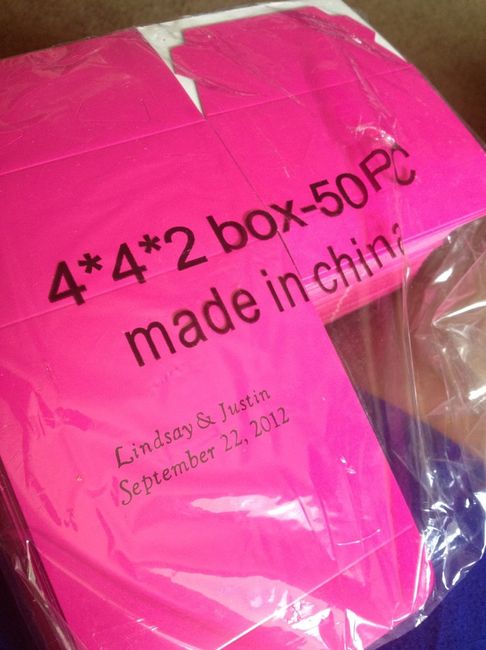 4*4*2 box-50PC
made in china
Lindsay & Justin
September 22, 2012